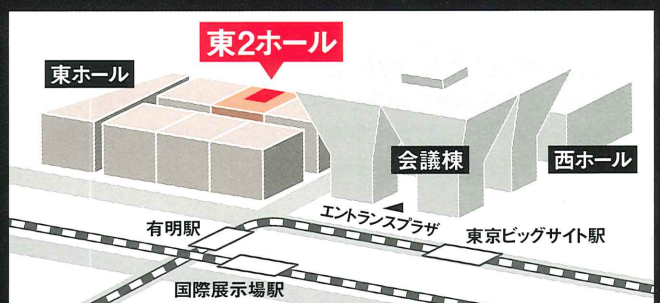 東2ホール
東ホール
会議棟
西ホール
エントランスプラザ
有明駅
東京ビッグサイト駅
国際展示場駅